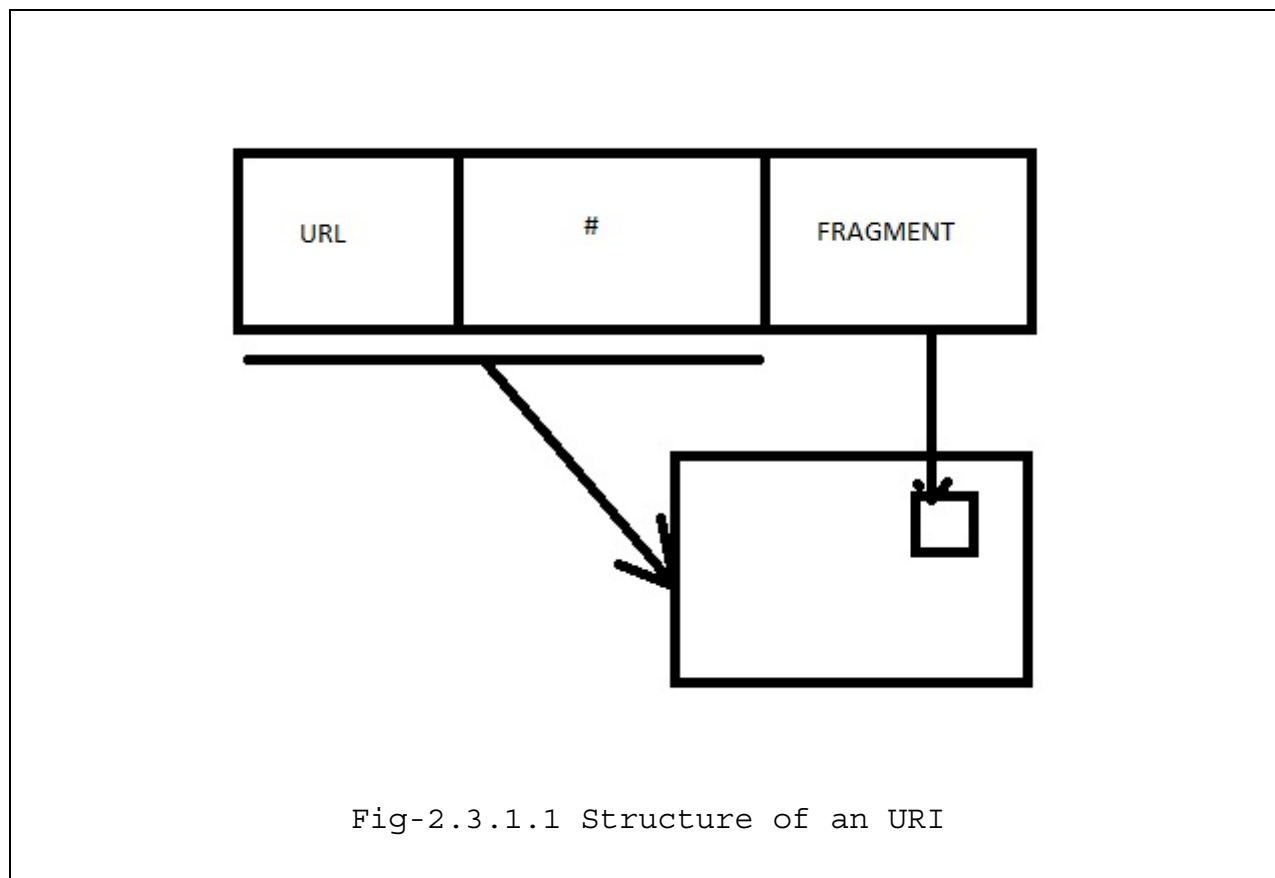 URL
#
FRAGMENT
Fig-2.3.1.1 Structure of an URI